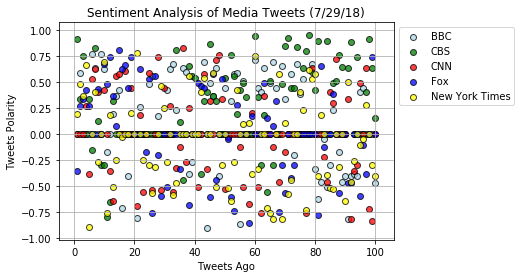 Sentiment Analysis of Media Tweets (7/29/18)
1.00
0.75
0.50
0.25
0.00
−0.25
−0.50
−0.75
−1.00
Tweets Polarity
0 20 40 60 80 100
Tweets Ago
BBC
CBS
CNN
Fox
New York Times